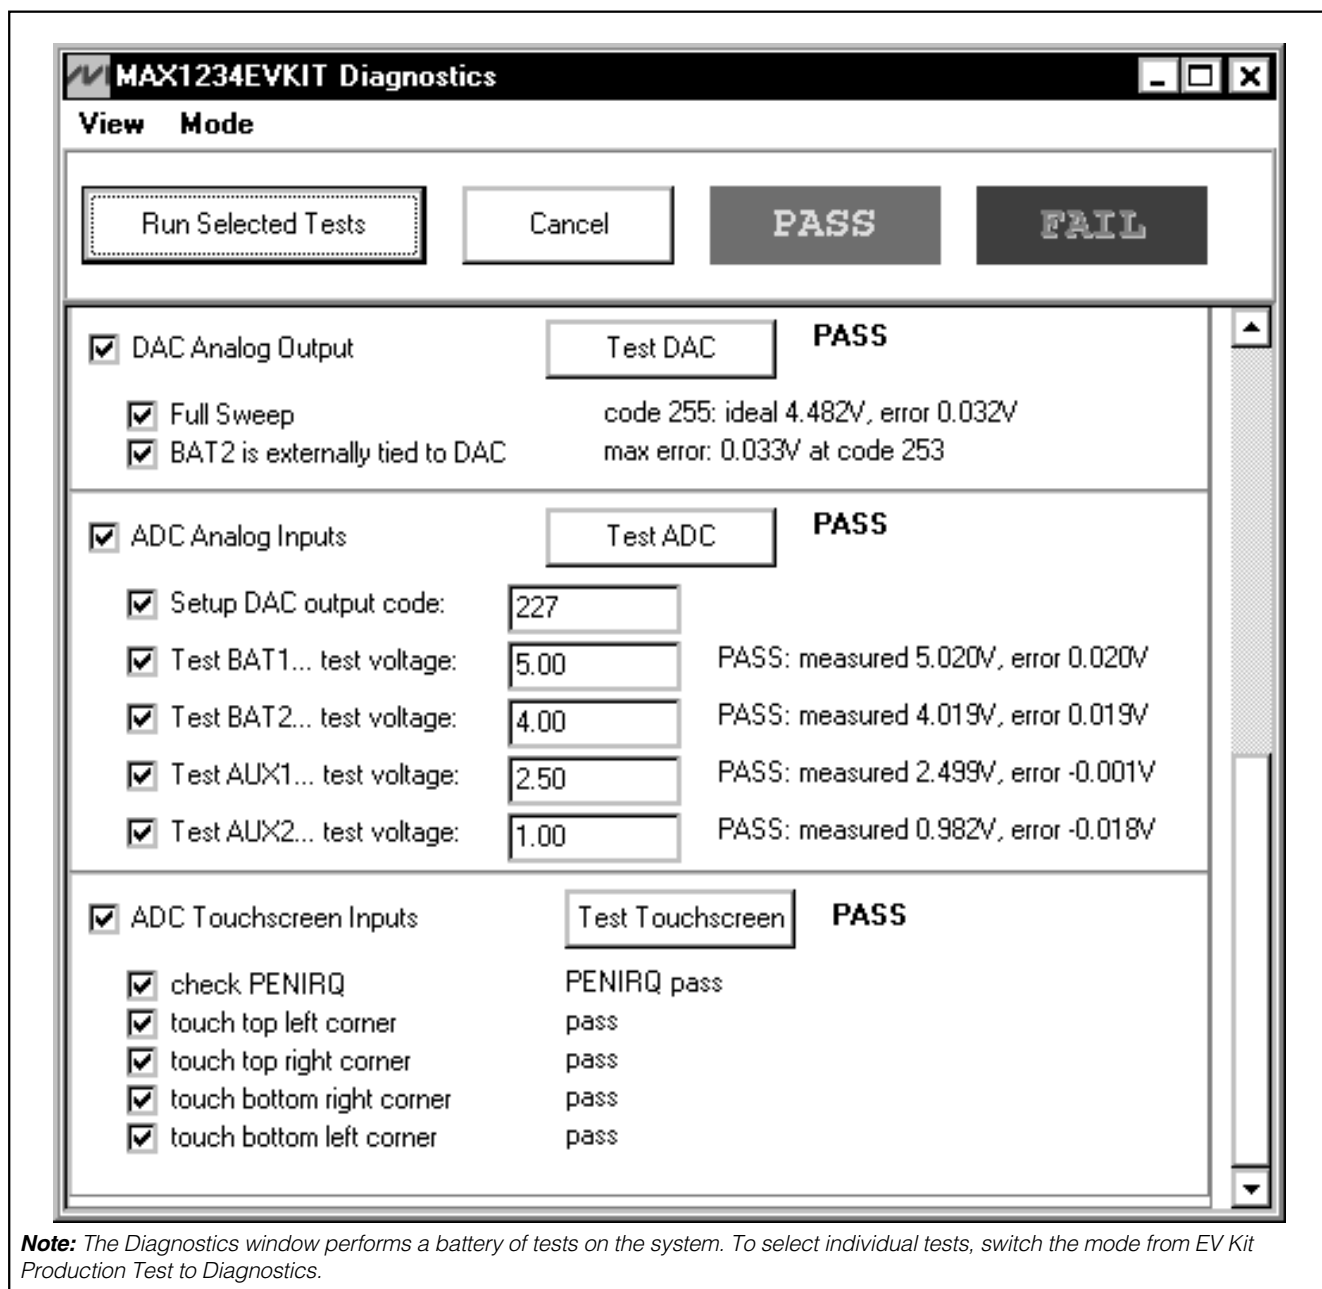 MAX1234EVKIT Diagnostics
View Mode
Run Selected Tests Cancel PASS FAIL
DAC Analog Output Test DAC PASS
Full Sweep code 255: ideal 4.482V, error 0.032V
BAT2 is externally tied to DAC max error: 0.033V at code 253
ADC Analog Inputs Test ADC PASS
Setup DAC output code: 227
Test BAT1... test voltage: 5.00 PASS: measured 5.020V, error 0.020V
Test BAT2... test voltage: 4.00 PASS: measured 4.019V, error 0.019V
Test AUX1... test voltage: 2.50 PASS: measured 2.499V, error -0.001V
Test AUX2... test voltage: 1.00 PASS: measured 0.982V, error -0.018V
ADC Touchscreen Inputs Test Touchscreen PASS
check PENIRQ PENIRQ pass
touch top left corner pass
touch top right corner pass
touch bottom right corner pass
touch bottom left corner pass
Note: The Diagnostics window performs a battery of tests on the system. To select individual tests, switch the mode from EV Kit
Production Test to Diagnostics.